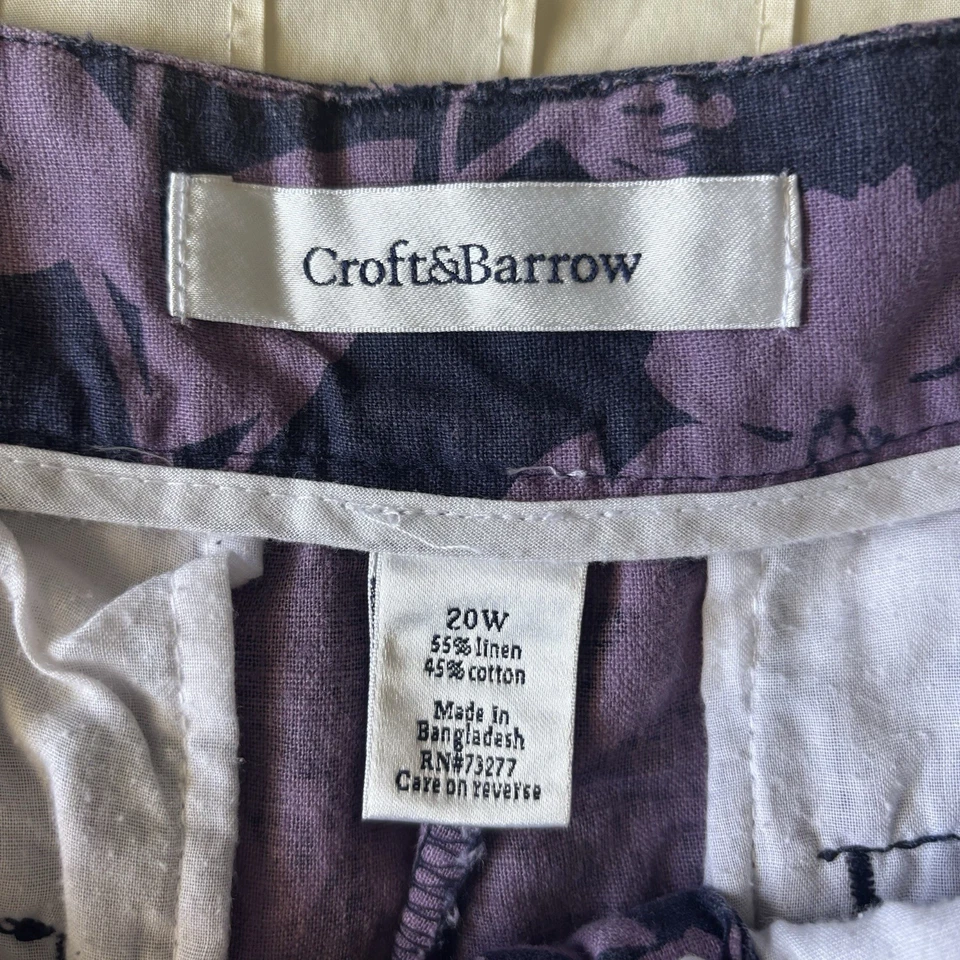 Croft&Barrow
20W
55% linen
45% cotton
Made in
Bangladesh
RN#73277
Care on reverse